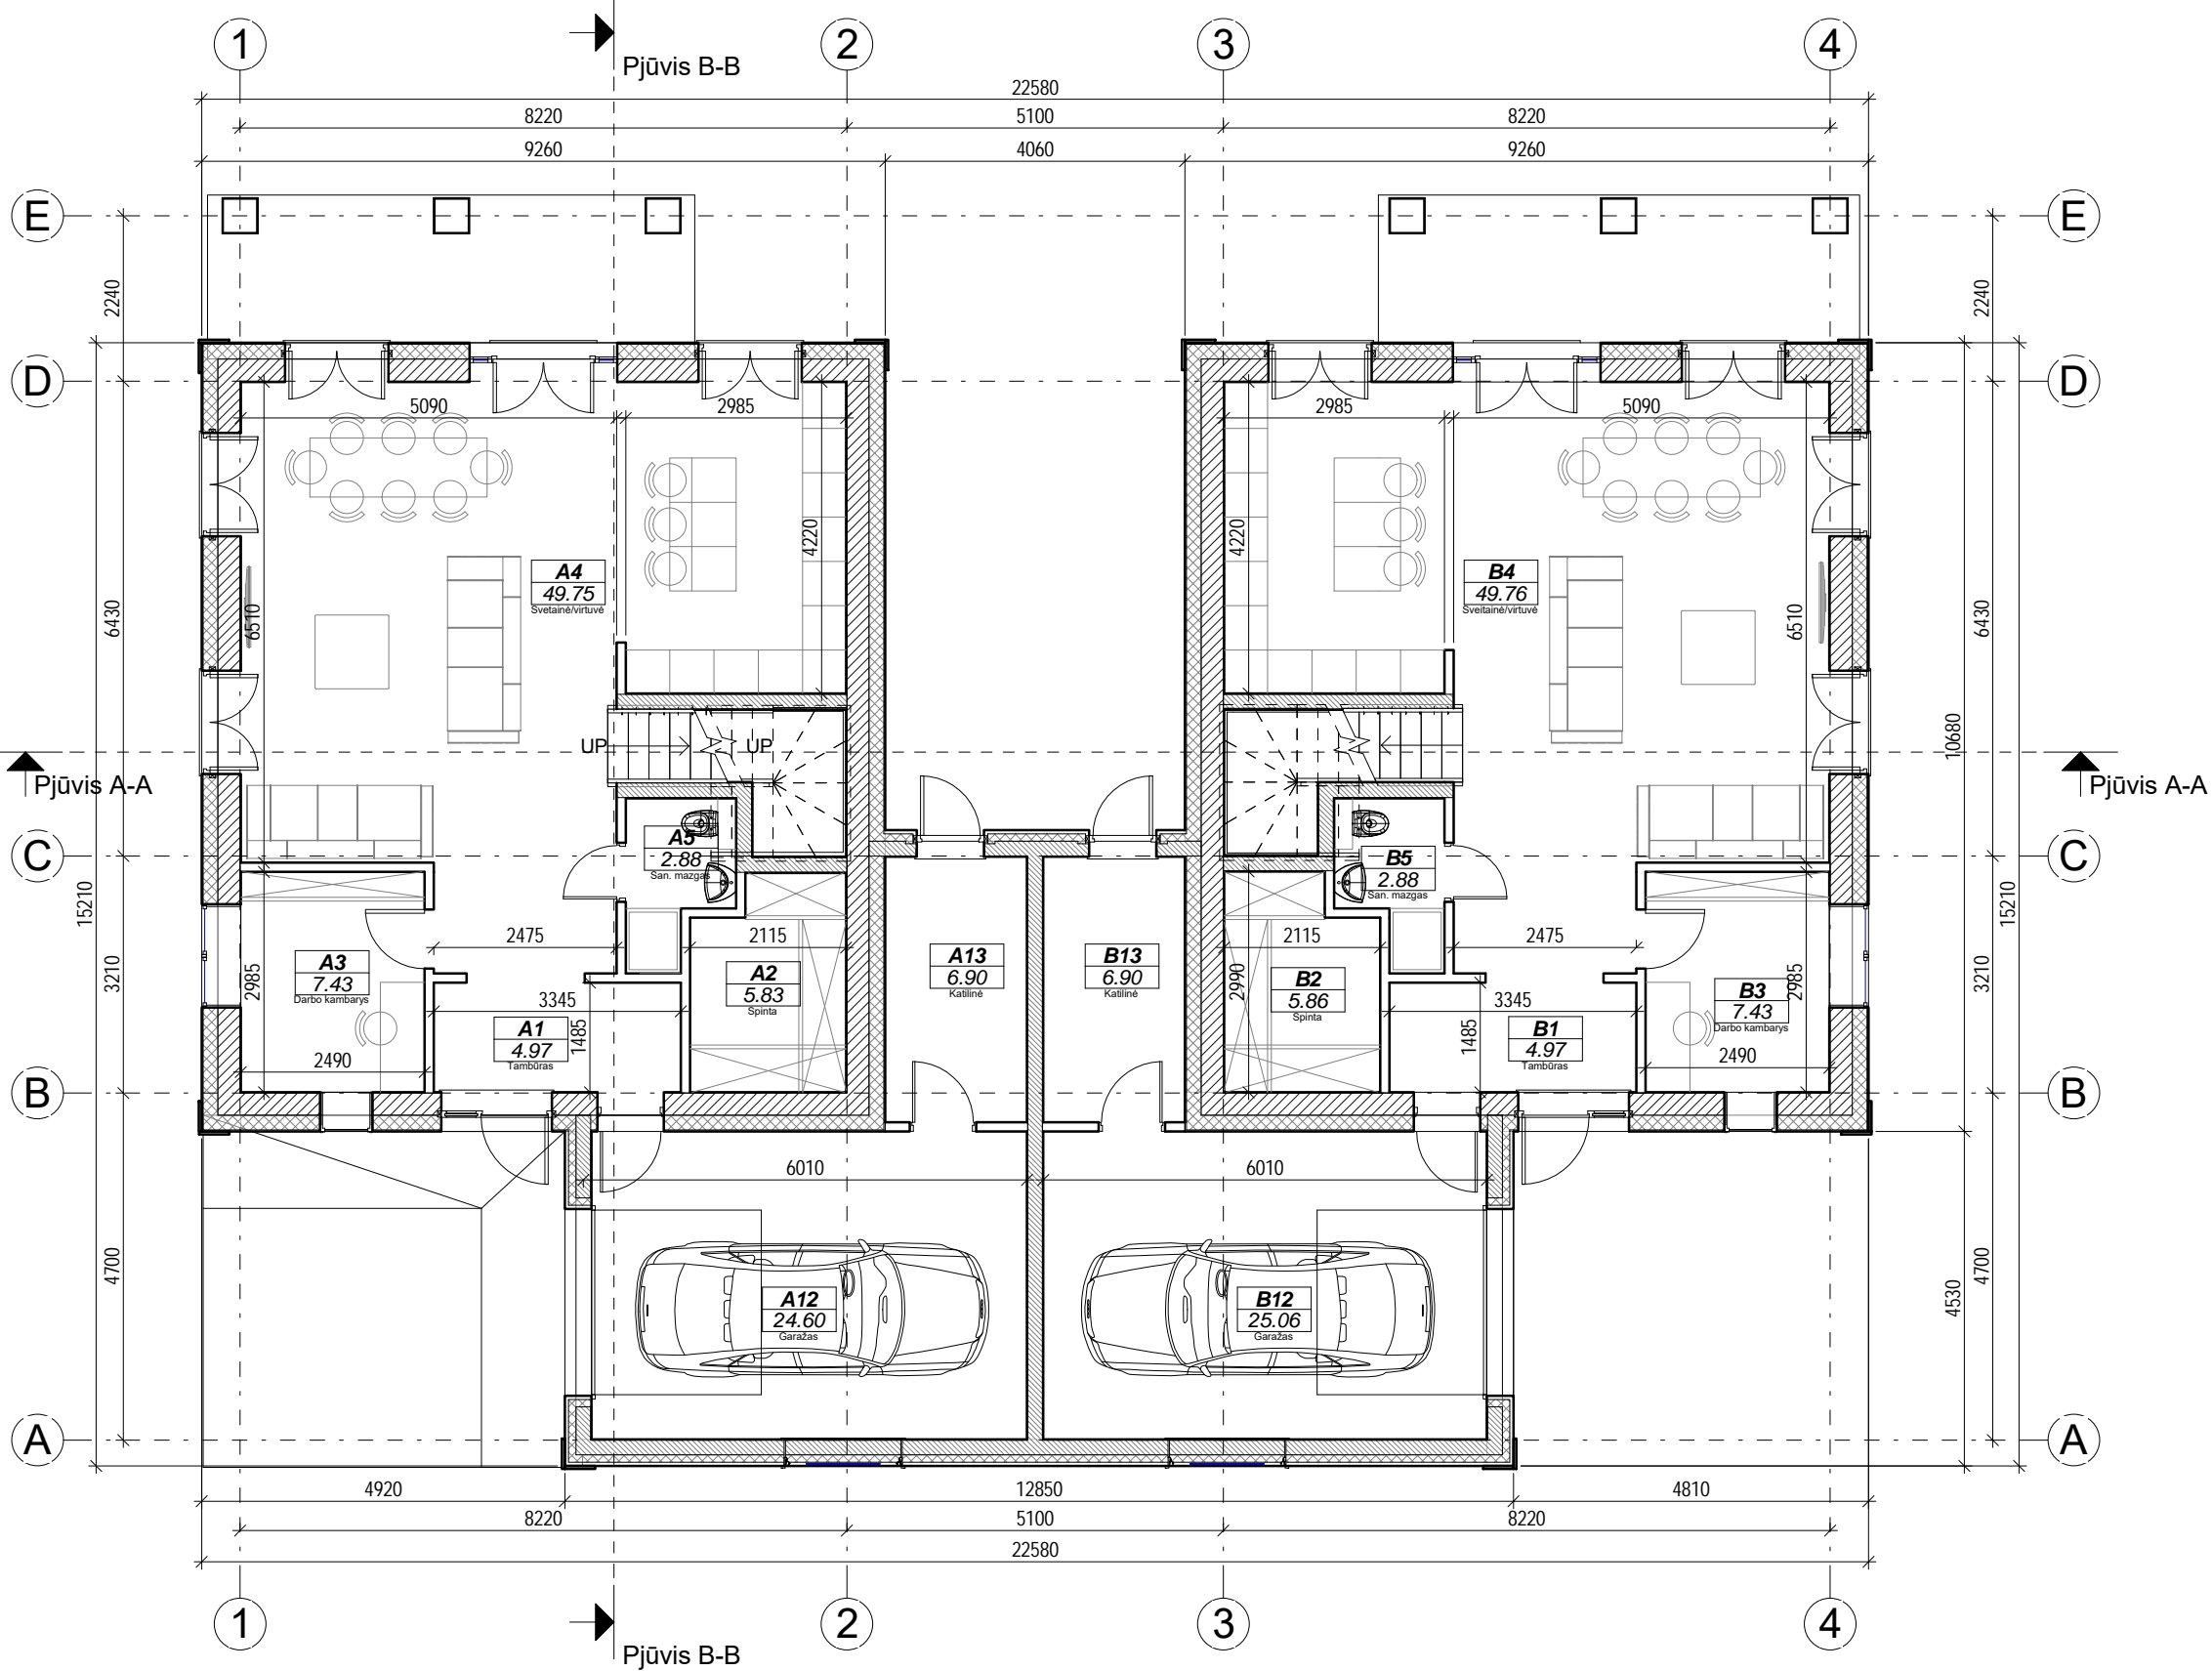 1
2
3
4
Pjūvis B-B
22580
8220
5100
8220
9260
4060
9260
E
E
2240
2240
D
D
5090
2985
2985
5090
4220
4220
A4
49.75
Svetainė/virtuvė
B4
49.76
Sveitainė/virtuvė
6430
6510
6510
6430
10680
UP
UP
Pjūvis A-A
Pjūvis A-A
A5
2.88
San. mazgas
B5
2.88
San. mazgas
C
C
15210
15210
2475
2115
2115
2475
A3
7.43
Darbo kambarys
A2
5.83
Spinta
A13
6.90
Katilinė
B13
6.90
Katilinė
B2
5.86
Spinta
B3
7.43
Darbo kambarys
3210
2985
2990
2985
3210
3345
3345
A1
4.97
Tambūras
B1
4.97
Tambūras
1485
1485
2490
2490
B
B
6010
6010
4700
4700
4530
A12
24.60
Garažas
B12
25.06
Garažas
A
A
4920
12850
4810
8220
5100
8220
22580
1
2
3
4
Pjūvis B-B